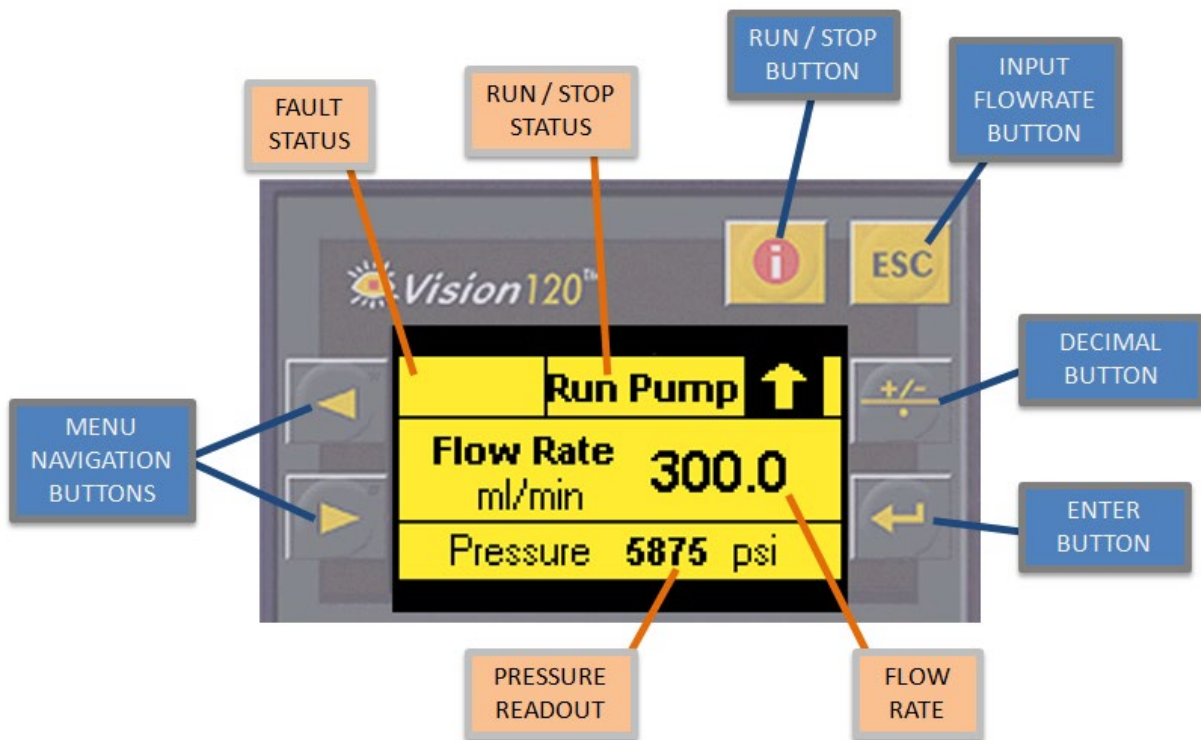 RUN / STOP
BUTTON
INPUT
FLOWRATE
BUTTON
FAULT
STATUS
RUN / STOP
STATUS
i
ESC
Vision120™
DECIMAL
BUTTON
+/-
.
Run Pump
MENU
NAVIGATION
BUTTONS
Flow Rate
ml/min
300.0
ENTER
BUTTON
Pressure 5875 psi
PRESSURE
READOUT
FLOW
RATE